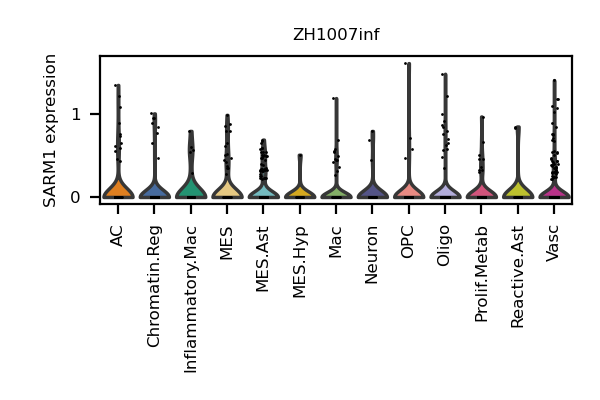 ZH1007inf
SARM1 expression
1
0
AC
Chromatin.Reg
Inflammatory.Mac
MES
MES.Ast
MES.Hyp
Mac
Neuron
OPC
Oligo
Prolif.Metab
Reactive.Ast
Vasc